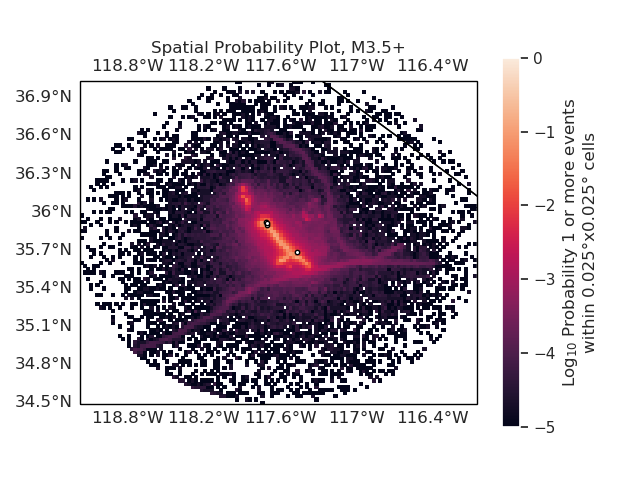 Spatial Probability Plot, M3.5+
118.8°W 118.2°W 117.6°W 117°W 116.4°W
36.9°N
36.6°N
36.3°N
36°N
35.7°N
35.4°N
35.1°N
34.8°N
34.5°N
118.8°W 118.2°W 117.6°W 117°W 116.4°W
0
−1
−2
−3
−4
−5
Log₁₀ Probability 1 or more events
within 0.025°x0.025° cells